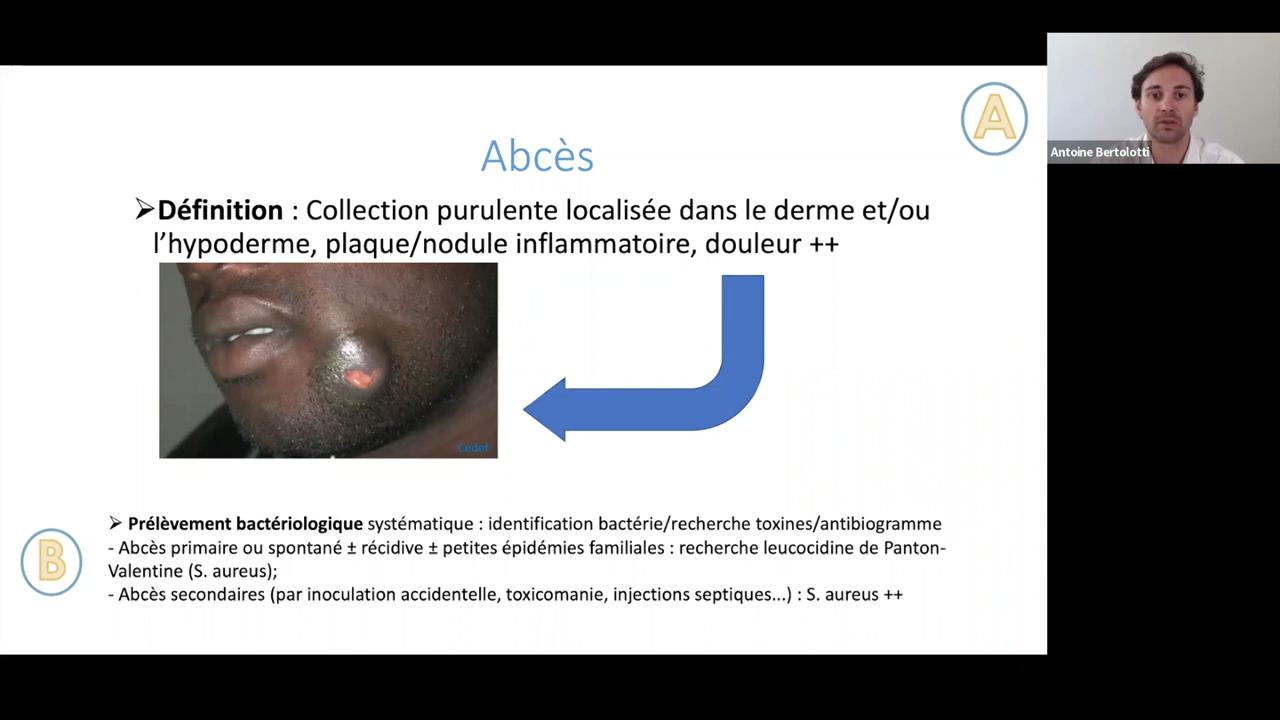 A
Antoine Bertolotti
Abcès
➢Définition : Collection purulente localisée dans le derme et/ou
l’hypoderme, plaque/nodule inflammatoire, douleur ++
Cedef
➢ Prélèvement bactériologique systématique : identification bactérie/recherche toxines/antibiogramme
B
- Abcès primaire ou spontané ± récidive ± petites épidémies familiales : recherche leucocidine de Panton-
Valentine (S. aureus);
- Abcès secondaires (par inoculation accidentelle, toxicomanie, injections septiques...) : S. aureus ++